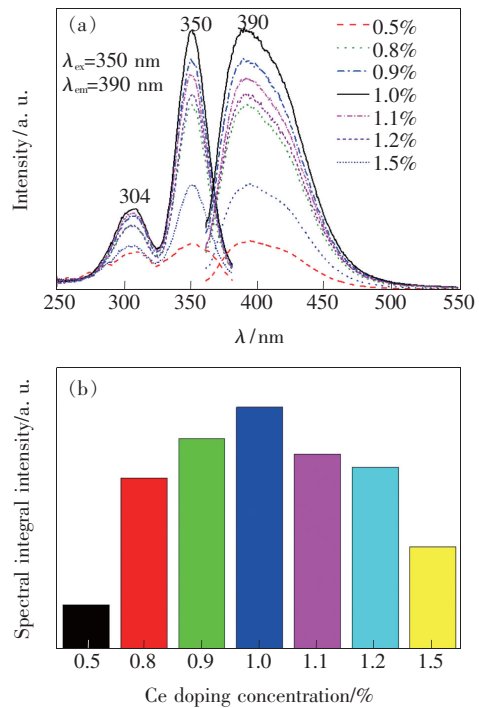 (a)
350
390
λex=350 nm
λem=390 nm
0.5%
0.8%
0.9%
1.0%
1.1%
1.2%
1.5%
304
Intensity/a. u.
250 300 350 400 450 500 550
λ/nm
(b)
Spectral integral intensity/a. u.
0.5 0.8 0.9 1.0 1.1 1.2 1.5
Ce doping concentration/%